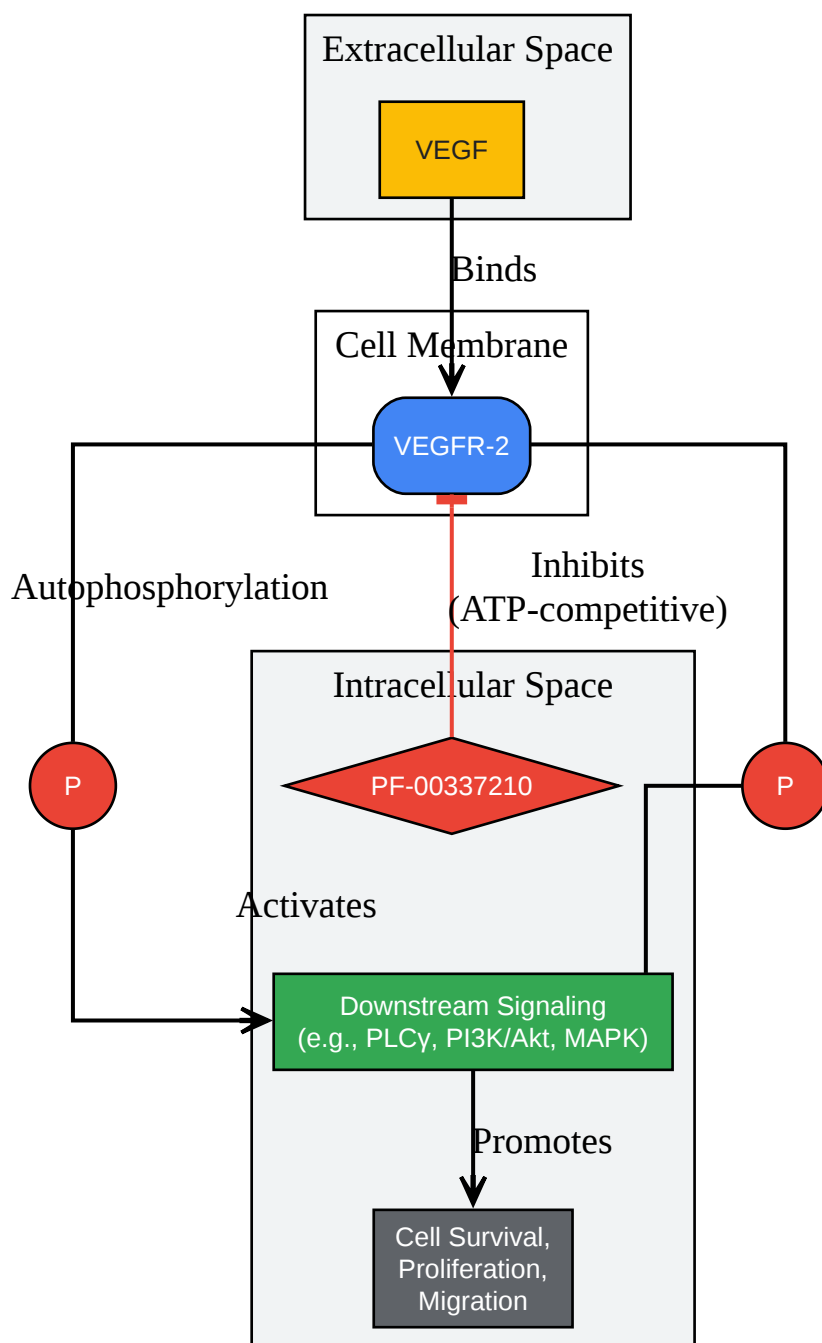 Extracellular Space
VEGF
Binds
Cell Membrane
VEGFR-2
Autophosphorylation
Inhibits
(ATP-competitive)
Intracellular Space
P
PF-00337210
P
Activates
Downstream Signaling
(e.g., PLCγ, PI3K/Akt, MAPK)
Promotes
Cell Survival,
Proliferation,
Migration